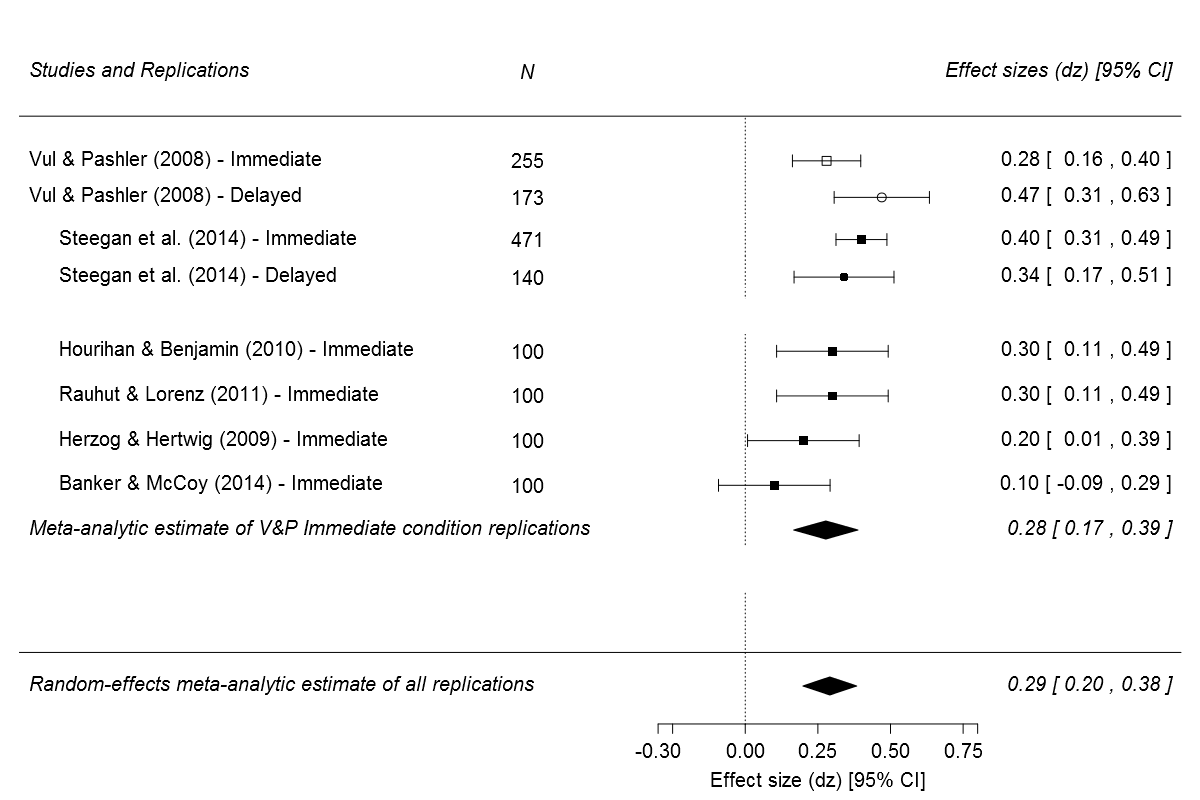 Studies and Replications N Effect sizes (dz) [95% CI]
Vul & Pashler (2008) - Immediate 255 0.28 [ 0.16 , 0.40 ]
Vul & Pashler (2008) - Delayed 173 0.47 [ 0.31 , 0.63 ]
Steegan et al. (2014) - Immediate 471 0.40 [ 0.31 , 0.49 ]
Steegan et al. (2014) - Delayed 140 0.34 [ 0.17 , 0.51 ]
Hourihan & Benjamin (2010) - Immediate 100 0.30 [ 0.11 , 0.49 ]
Rauhut & Lorenz (2011) - Immediate 100 0.30 [ 0.11 , 0.49 ]
Herzog & Hertwig (2009) - Immediate 100 0.20 [ 0.01 , 0.39 ]
Banker & McCoy (2014) - Immediate 100 0.10 [ -0.09 , 0.29 ]
Meta-analytic estimate of V&P Immediate condition replications 0.28 [ 0.17 , 0.39 ]
Random-effects meta-analytic estimate of all replications 0.29 [ 0.20 , 0.38 ]
-0.30 0.00 0.25 0.50 0.75
Effect size (dz) [95% CI]